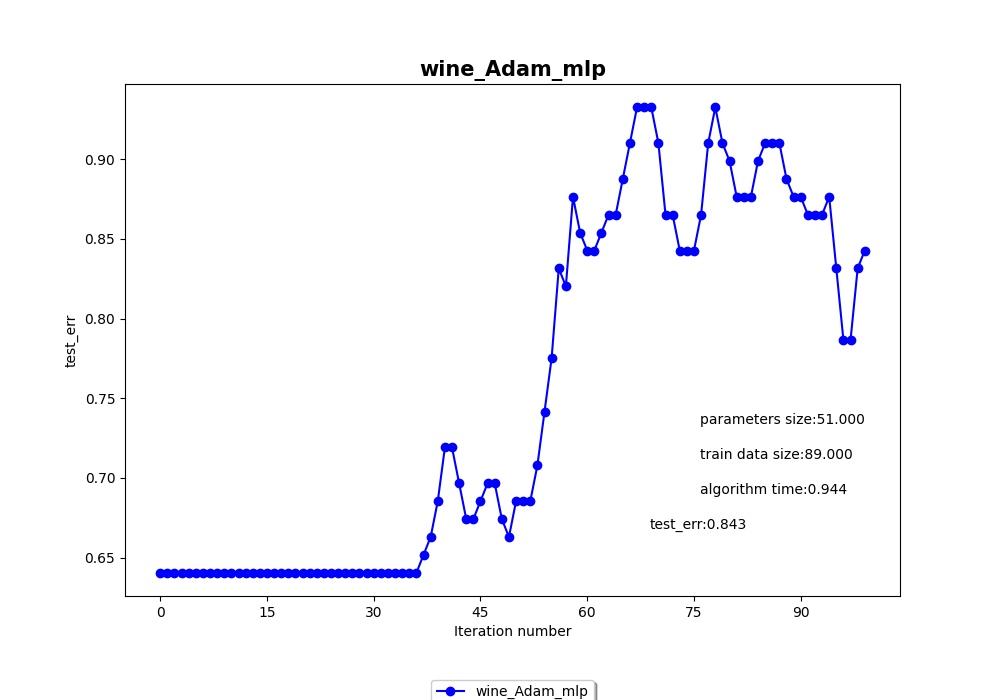 wine_Adam_mlp
test_err
0.90
0.85
0.80
0.75
0.70
0.65
parameters size:51.000
train data size:89.000
algorithm time:0.944
test_err:0.843
0 15 30 45 60 75 90
Iteration number
wine_Adam_mlp